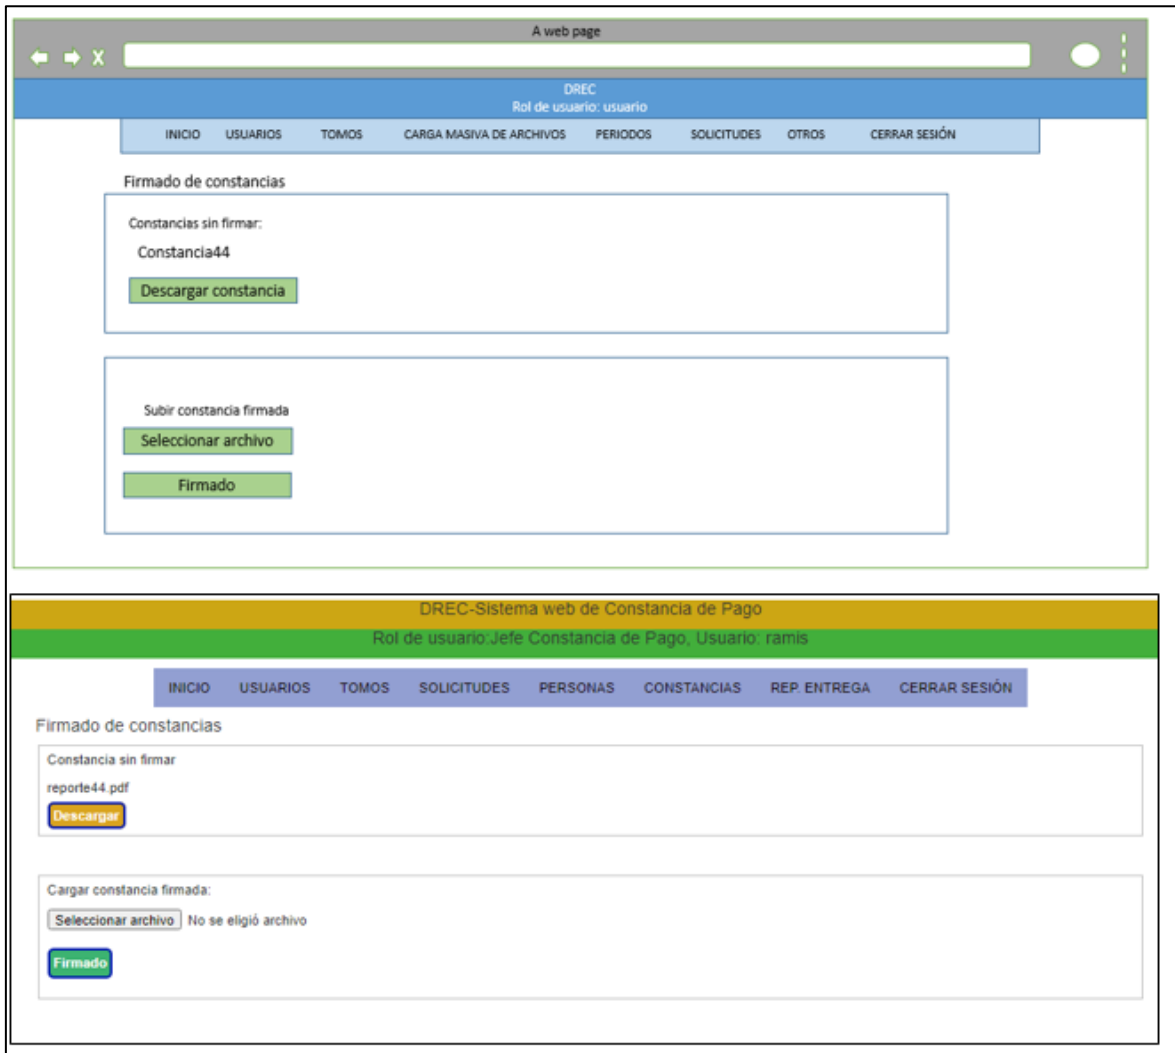 A web page
X
DREC
Rol de usuario: usuario
INICIO USUARIOS TOMOS CARGA MASIVA DE ARCHIVOS PERIODOS SOLICITUDES OTROS CERRAR SESIÓN
Firmado de constancias
Constancias sin firmar:
Constancia44
Descargar constancia
Subir constancia firmada
Seleccionar archivo
Firmado
DREC-Sistema web de Constancia de Pago
Rol de usuario:Jefe Constancia de Pago, Usuario: ramis
INICIO USUARIOS TOMOS SOLICITUDES PERSONAS CONSTANCIAS REP. ENTREGA CERRAR SESIÓN
Firmado de constancias
Constancia sin firmar
reporte44.pdf
Descargar
Cargar constancia firmada:
Seleccionar archivo No se eligió archivo
Firmado